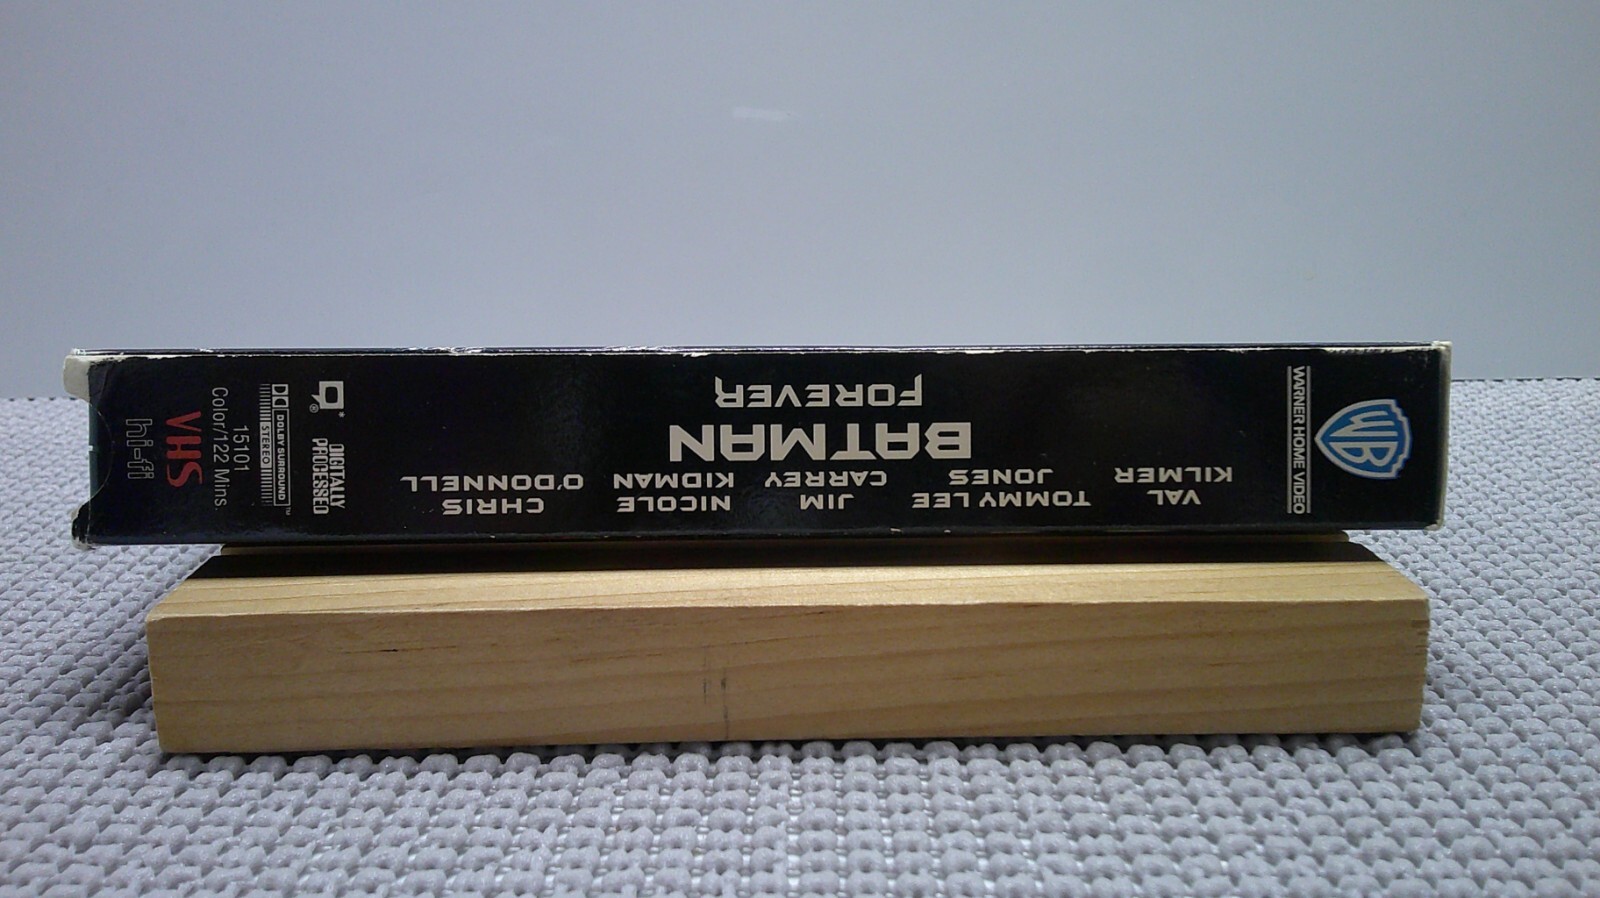 WB
WARNER HOME VIDEO
VAL
KILMER
TOMMY LEE
JONES
JIM
CARREY
NICOLE
KIDMAN
CHRIS
O'DONNELL
BATMAN
FOREVER
DIGITALLY
PROCESSED
DOLBY SURROUND
STEREO
15101
Color/122 Mins
VHS
hi-fi